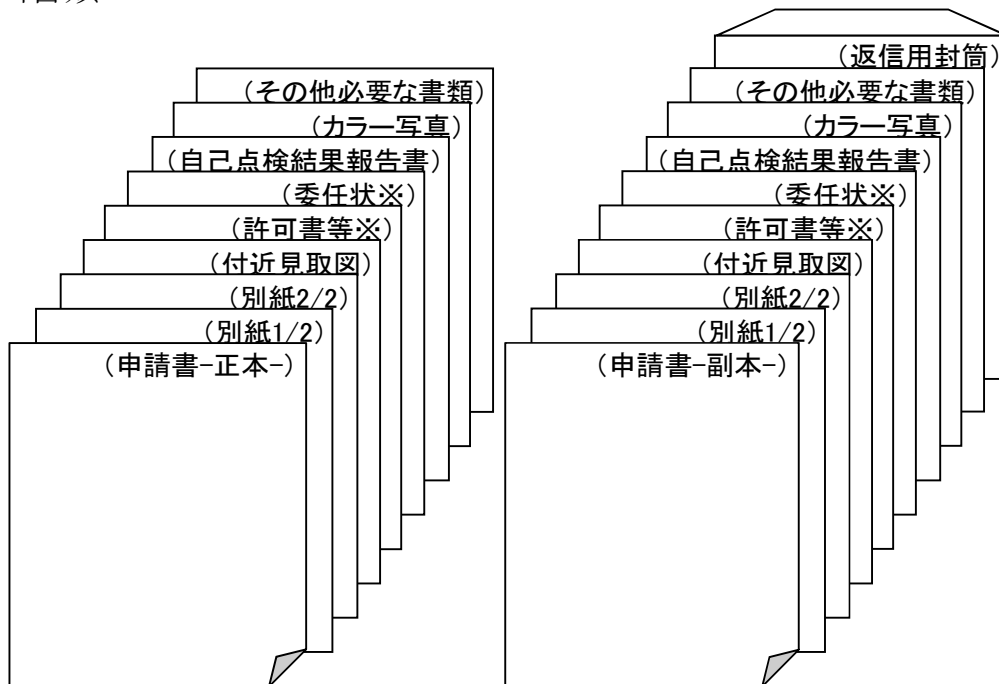 (その他必要な書類)
(カラー写真)
(自己点検結果報告書)
(委任状※)
(許可書等※)
(付近見取図)
(別紙2/2)
(別紙1/2)
(申請書-正本-)
(返信用封筒)
(その他必要な書類)
(カラー写真)
(自己点検結果報告書)
(委任状※)
(許可書等※)
(付近見取図)
(別紙2/2)
(別紙1/2)
(申請書-副本-)